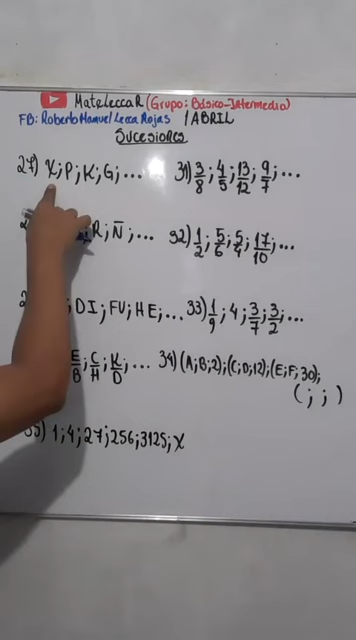 MateLeccaR (Grupo: Básico-Intermedio)
FB: Roberto Manuel Lecca Rojas 1 ABRIL
SUCESIONES
27) X; P; K; G; ... 31) 3/8; 4/5; 13/12; 9/7; ...
R; Ñ; ... 32) 1/2; 5/6; 5/4; 17/10; ...
; DI; FU; HE; ... 33) 1/9; 4; 3/7; 3/2; ...
E/B; C/H; K/D; ... 34) (A; B; 2); (C; D; 12); (E; F; 30);
( ; ; )
35) 1; 4; 27; 256; 3125; X